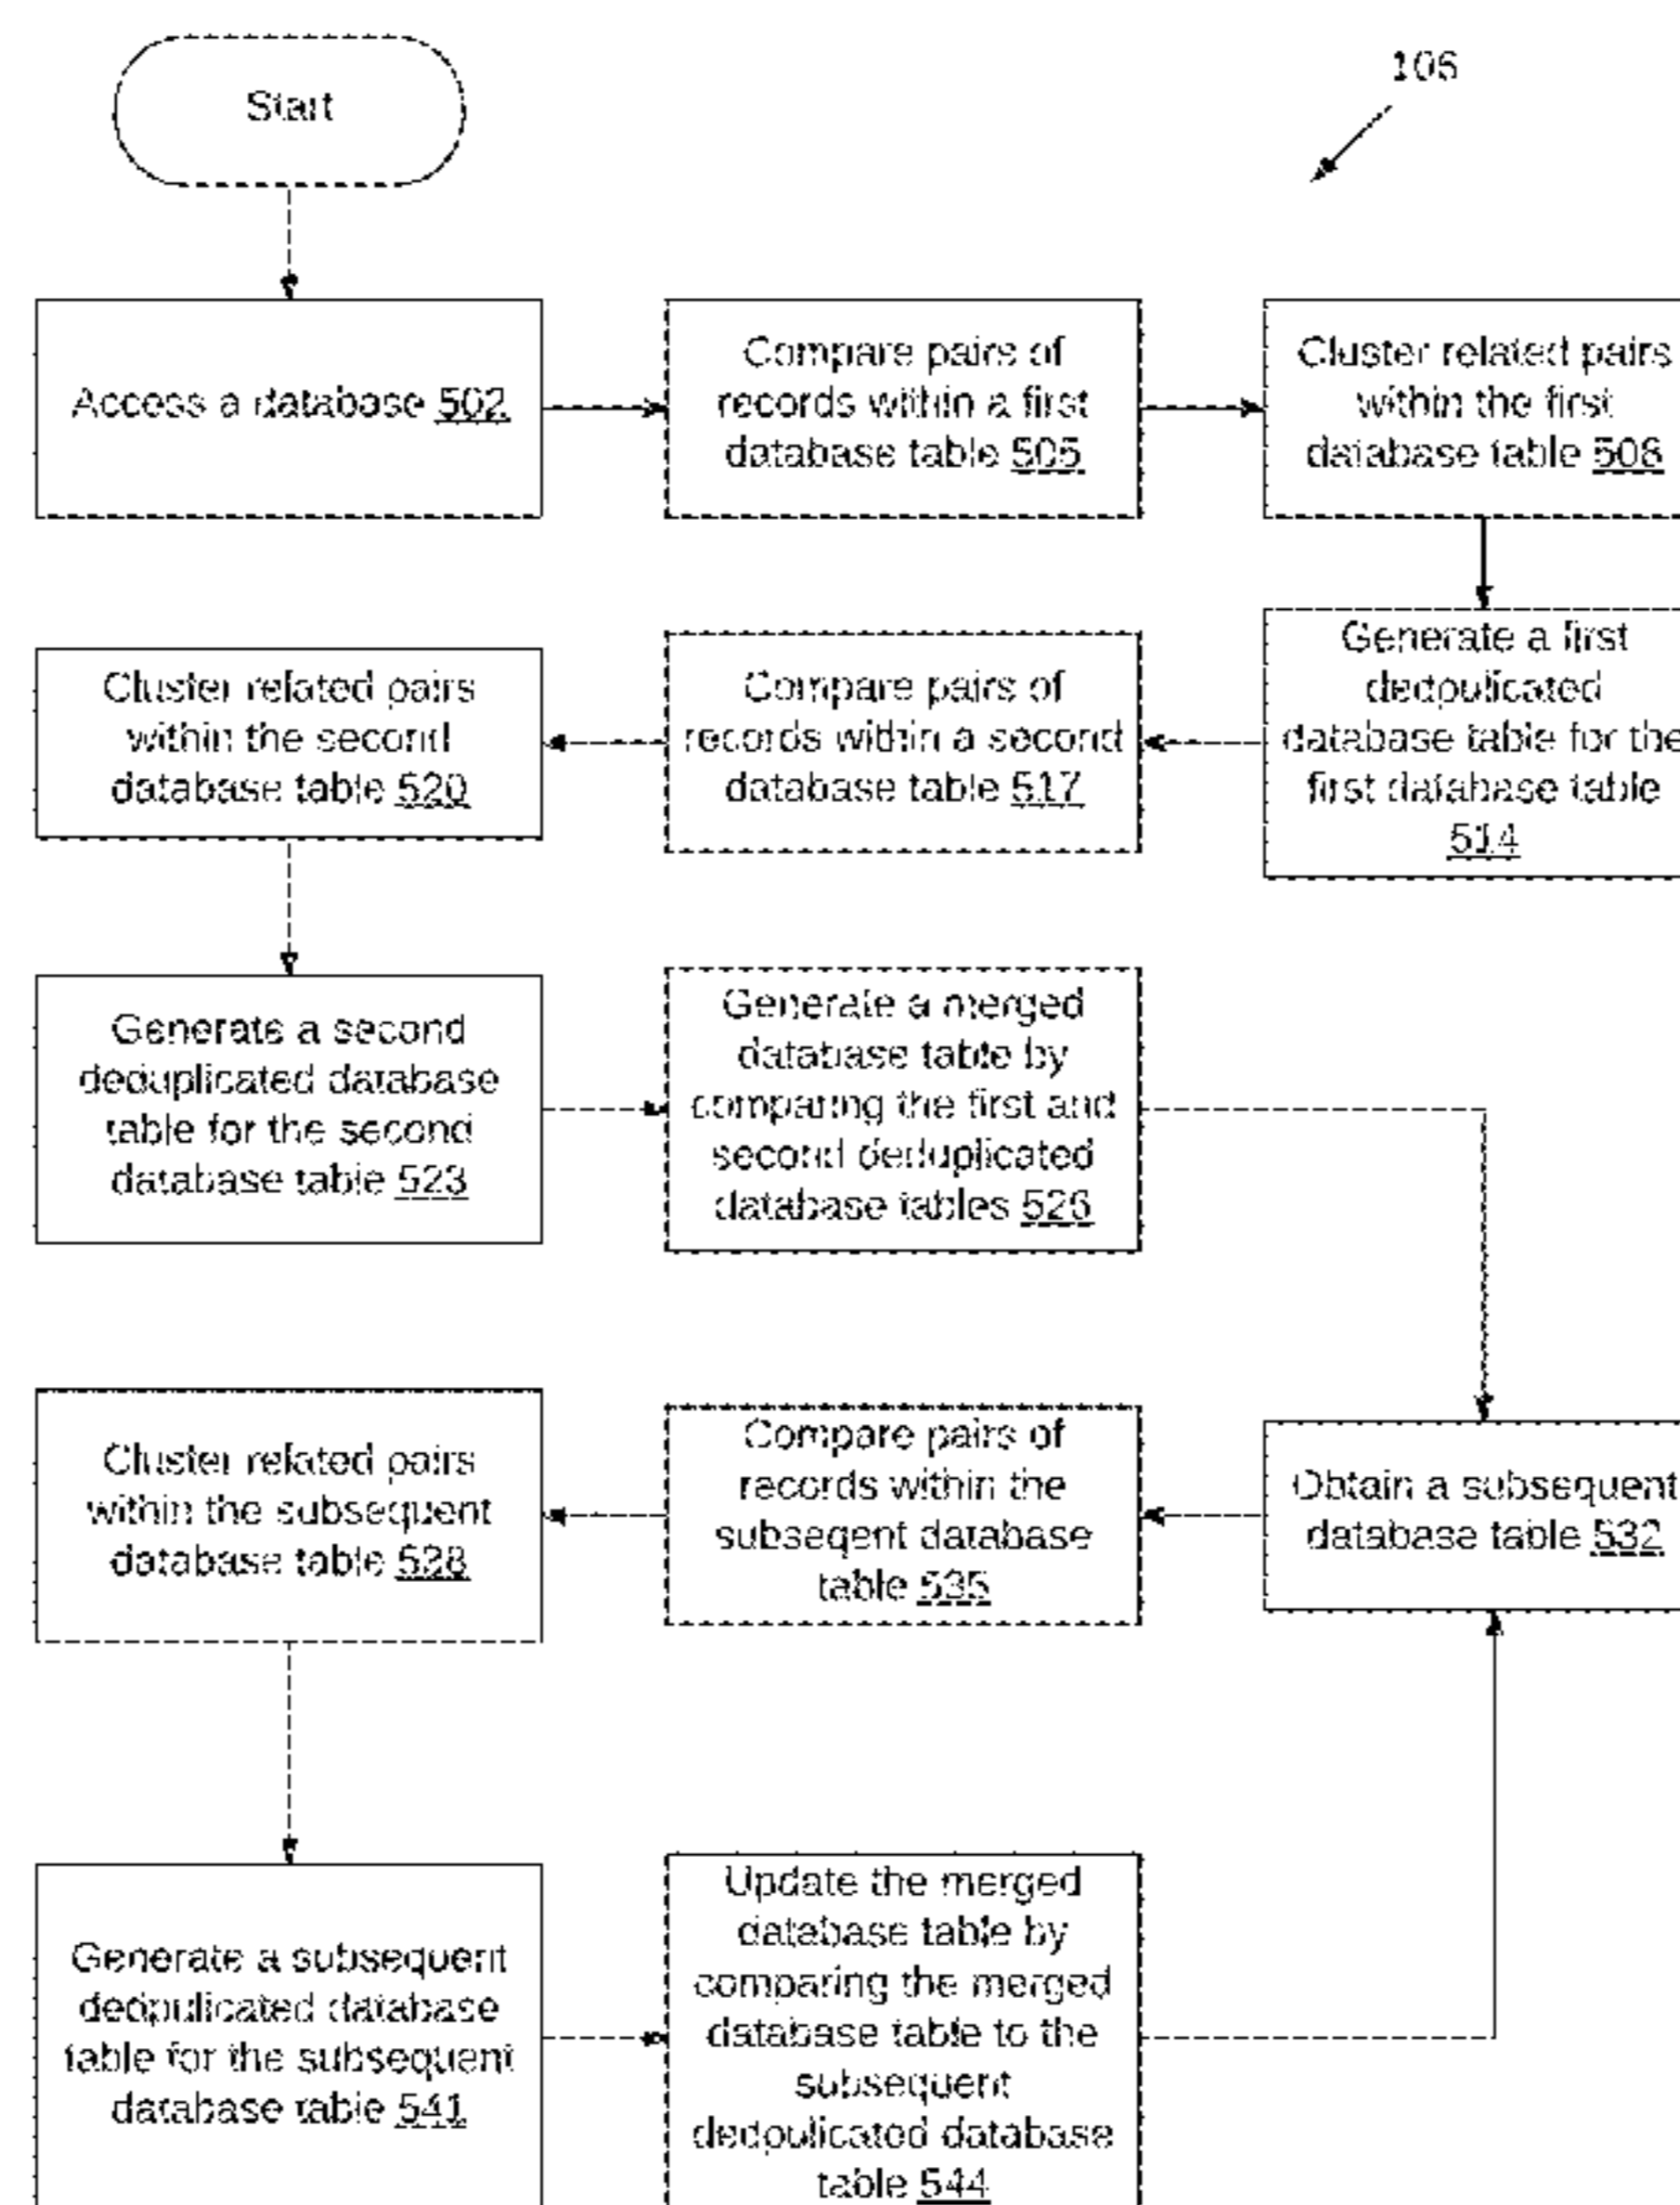 Start
106
Access a database 502
Compare pairs of
records within a first
database table 505
Cluster related pairs
within the first
database table 508
Generate a first
dedpulicated
database table for the
first database table
514
Compare pairs of
records within a second
database table 517
Cluster related pairs
within the second
database table 520
Generate a second
deduplicated database
table for the second
database table 523
Generate a merged
database table by
comparing the first and
second deduplicated
database tables 526
Obtain a subsequent
database table 532
Compare pairs of
records within the
subseqent database
table 535
Cluster related pairs
within the subsequent
database table 528
Generate a subsequent
dedpulicated database
table for the subsequent
database table 541
Update the merged
database table by
comparing the merged
database table to the
subsequent
dedpulicated database
table 544